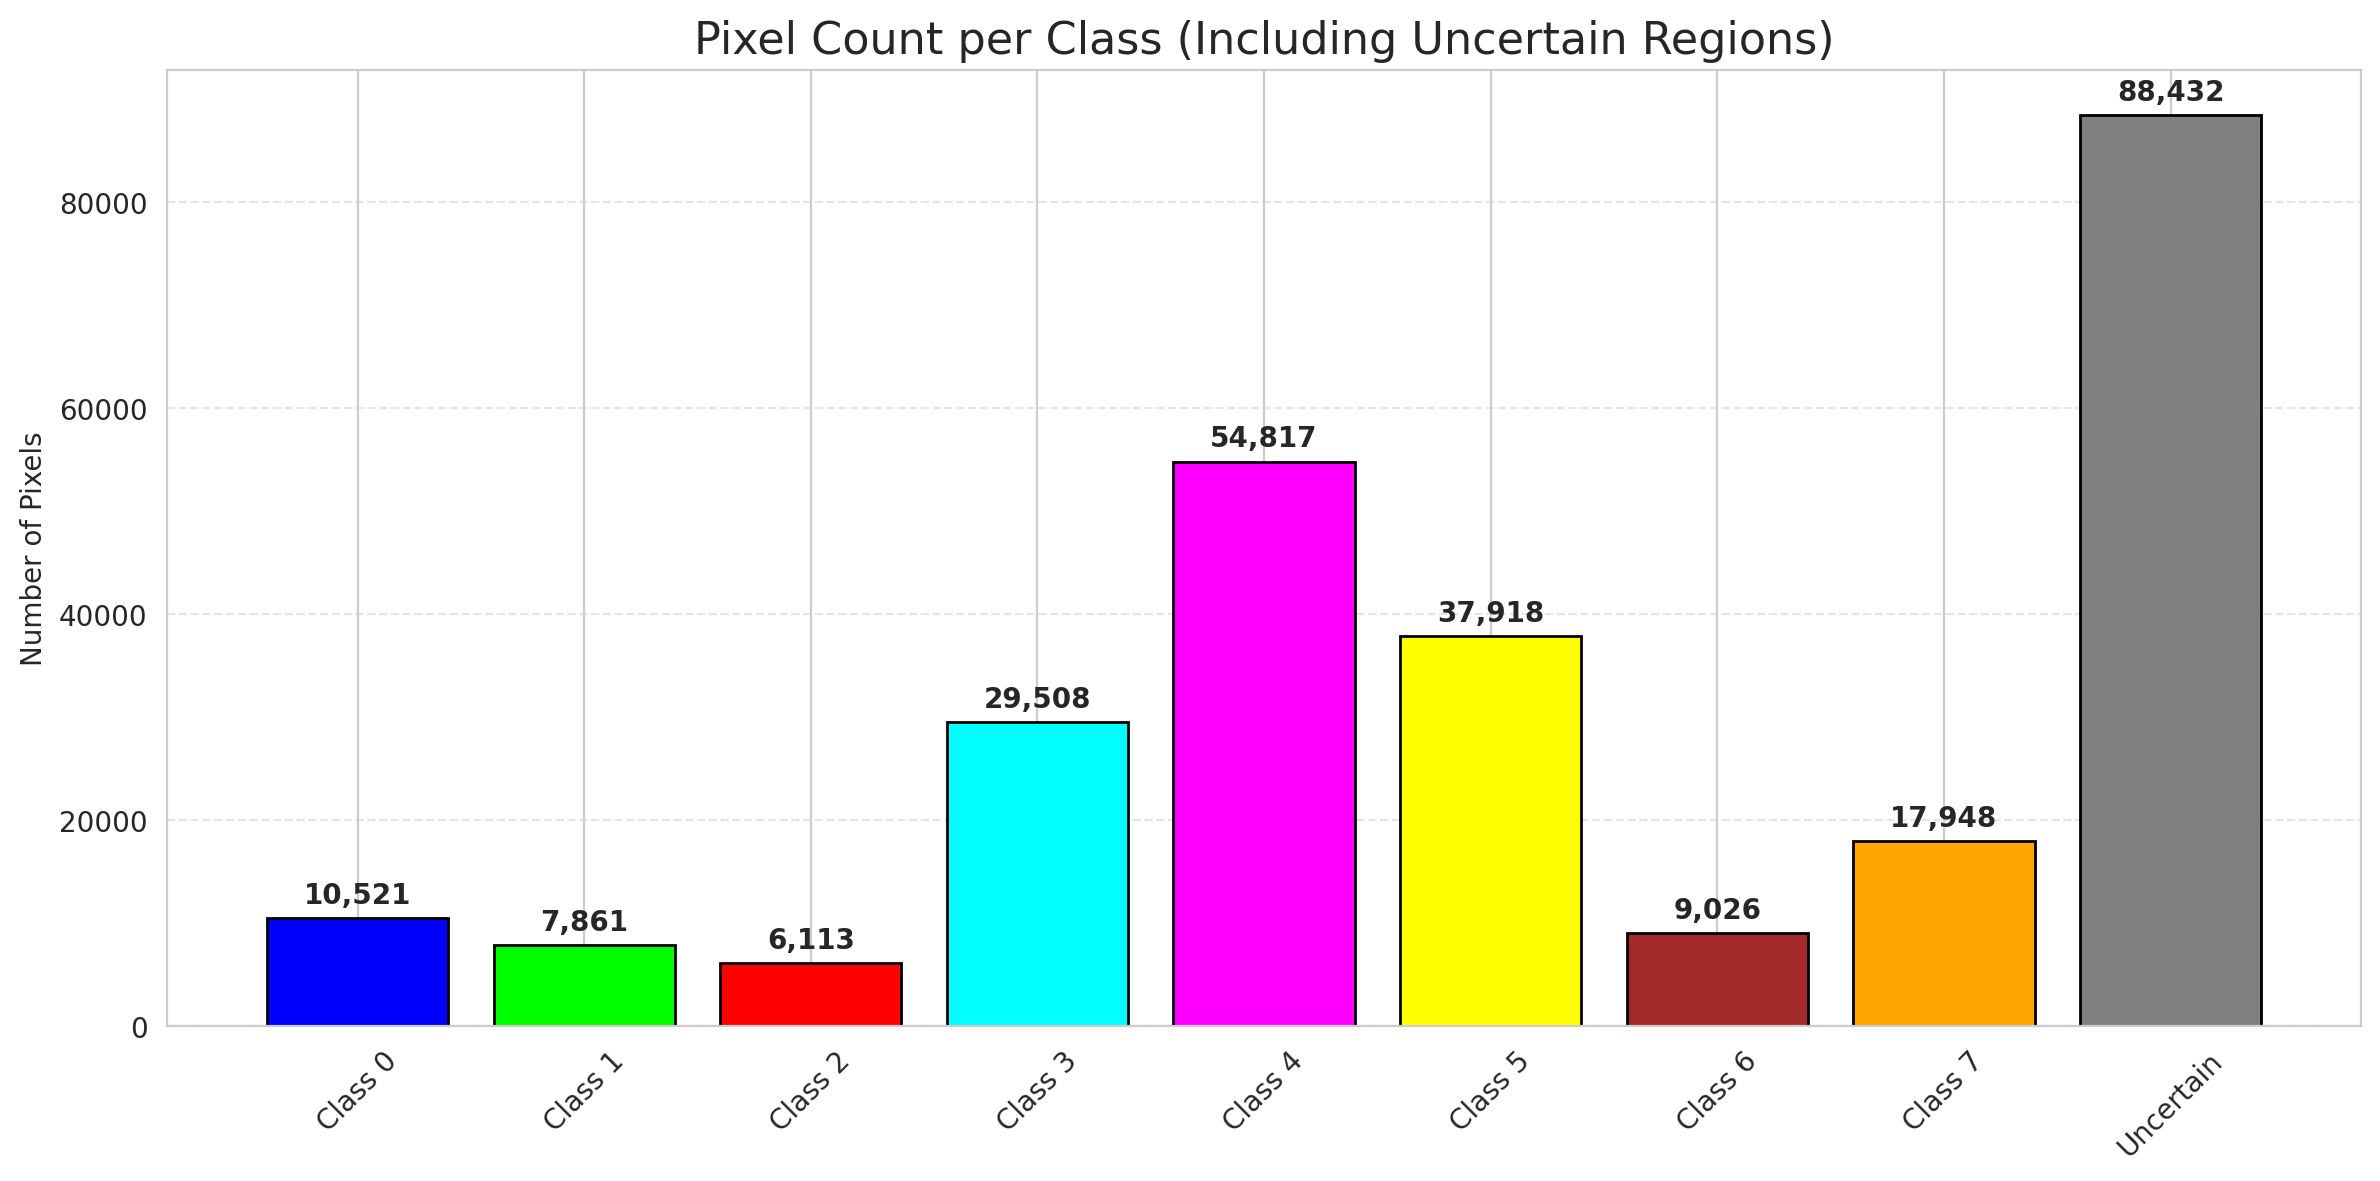 Pixel Count per Class (Including Uncertain Regions)
Number of Pixels
80000
60000
40000
20000
0
10,521
7,861
6,113
29,508
54,817
37,918
9,026
17,948
88,432
Class 0
Class 1
Class 2
Class 3
Class 4
Class 5
Class 6
Class 7
Uncertain